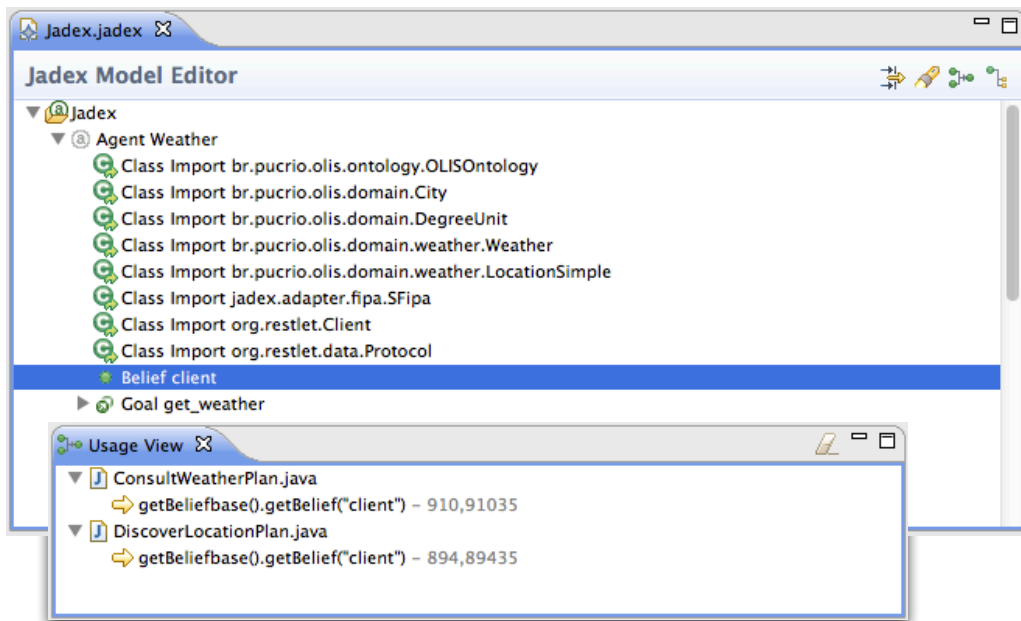 Jadex.jadex
Jadex Model Editor
Jadex
Agent Weather
Class Import br.pucrio.olis.ontology.OLISOntology
Class Import br.pucrio.olis.domain.City
Class Import br.pucrio.olis.domain.DegreeUnit
Class Import br.pucrio.olis.domain.weather.Weather
Class Import br.pucrio.olis.domain.weather.LocationSimple
Class Import jadex.adapter.fipa.SFipa
Class Import org.restlet.Client
Class Import org.restlet.data.Protocol
Belief client
Goal get_weather
Usage View
ConsultWeatherPlan.java
getBeliefbase().getBelief("client") – 910,91035
DiscoverLocationPlan.java
getBeliefbase().getBelief("client") – 894,89435